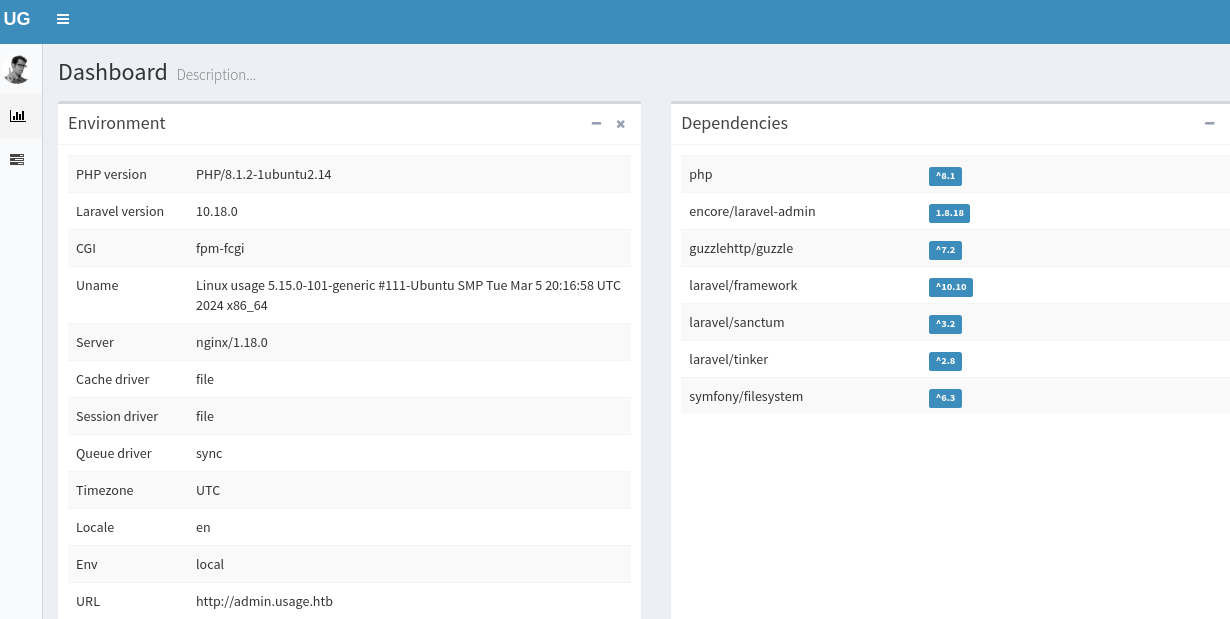 UG
Dashboard Description...
Environment
PHP version PHP/8.1.2-1ubuntu2.14
Laravel version 10.18.0
CGI fpm-fcgi
Uname Linux usage 5.15.0-101-generic #111-Ubuntu SMP Tue Mar 5 20:16:58 UTC
2024 x86_64
Server nginx/1.18.0
Cache driver file
Session driver file
Queue driver sync
Timezone UTC
Locale en
Env local
URL http://admin.usage.htb
Dependencies
php ^8.1
encore/laravel-admin 1.8.18
guzzlehttp/guzzle ^7.2
laravel/framework ^10.10
laravel/sanctum ^3.2
laravel/tinker ^2.8
symfony/filesystem ^6.3